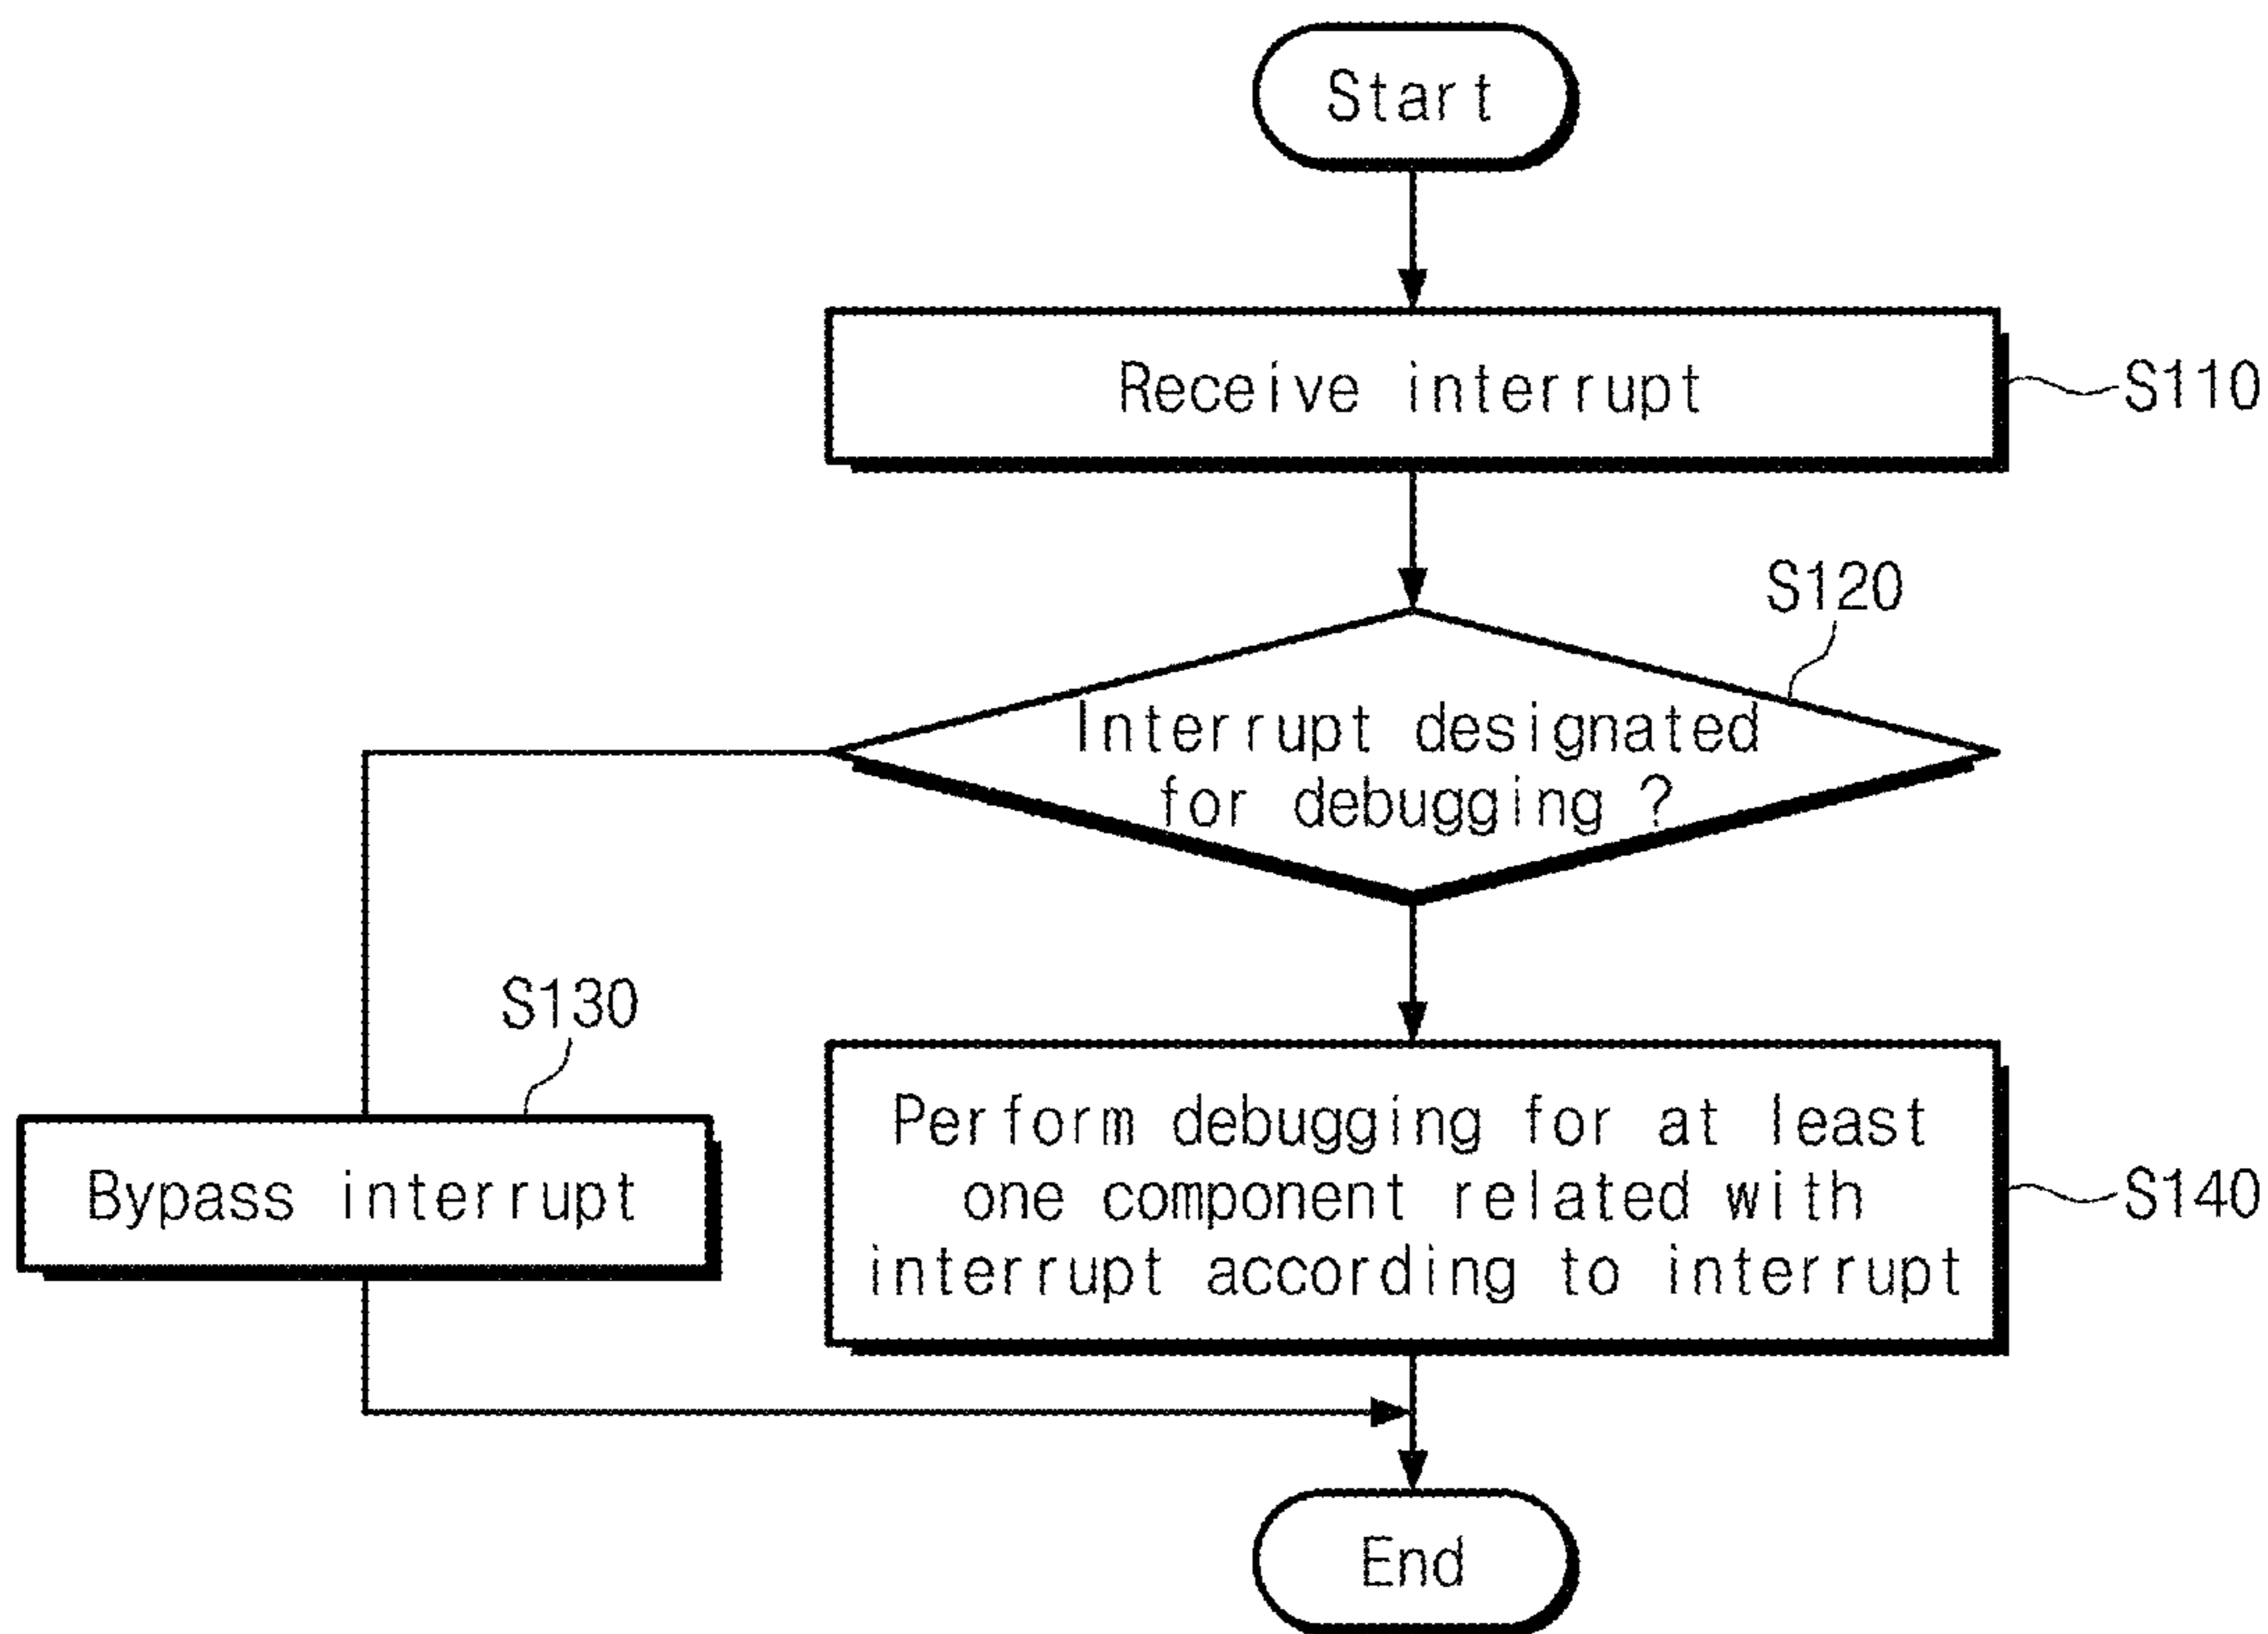 Start
Receive interrupt
S110
S120
Interrupt designated
for debugging ?
S130
Bypass interrupt
Perform debugging for at least
one component related with
interrupt according to interrupt
S140
End